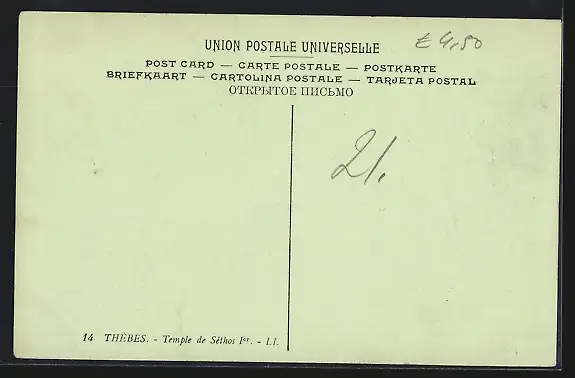 UNION POSTALE UNIVERSELLE
€ 4,50
POST CARD — CARTE POSTALE — POSTKARTE
BRIEFKAART — CARTOLINA POSTALE — TARJETA POSTAL
ОТКРЫТОЕ ПИСЬМО
21.
14 THÈBES. - Temple de Séthos Ier. - LL.